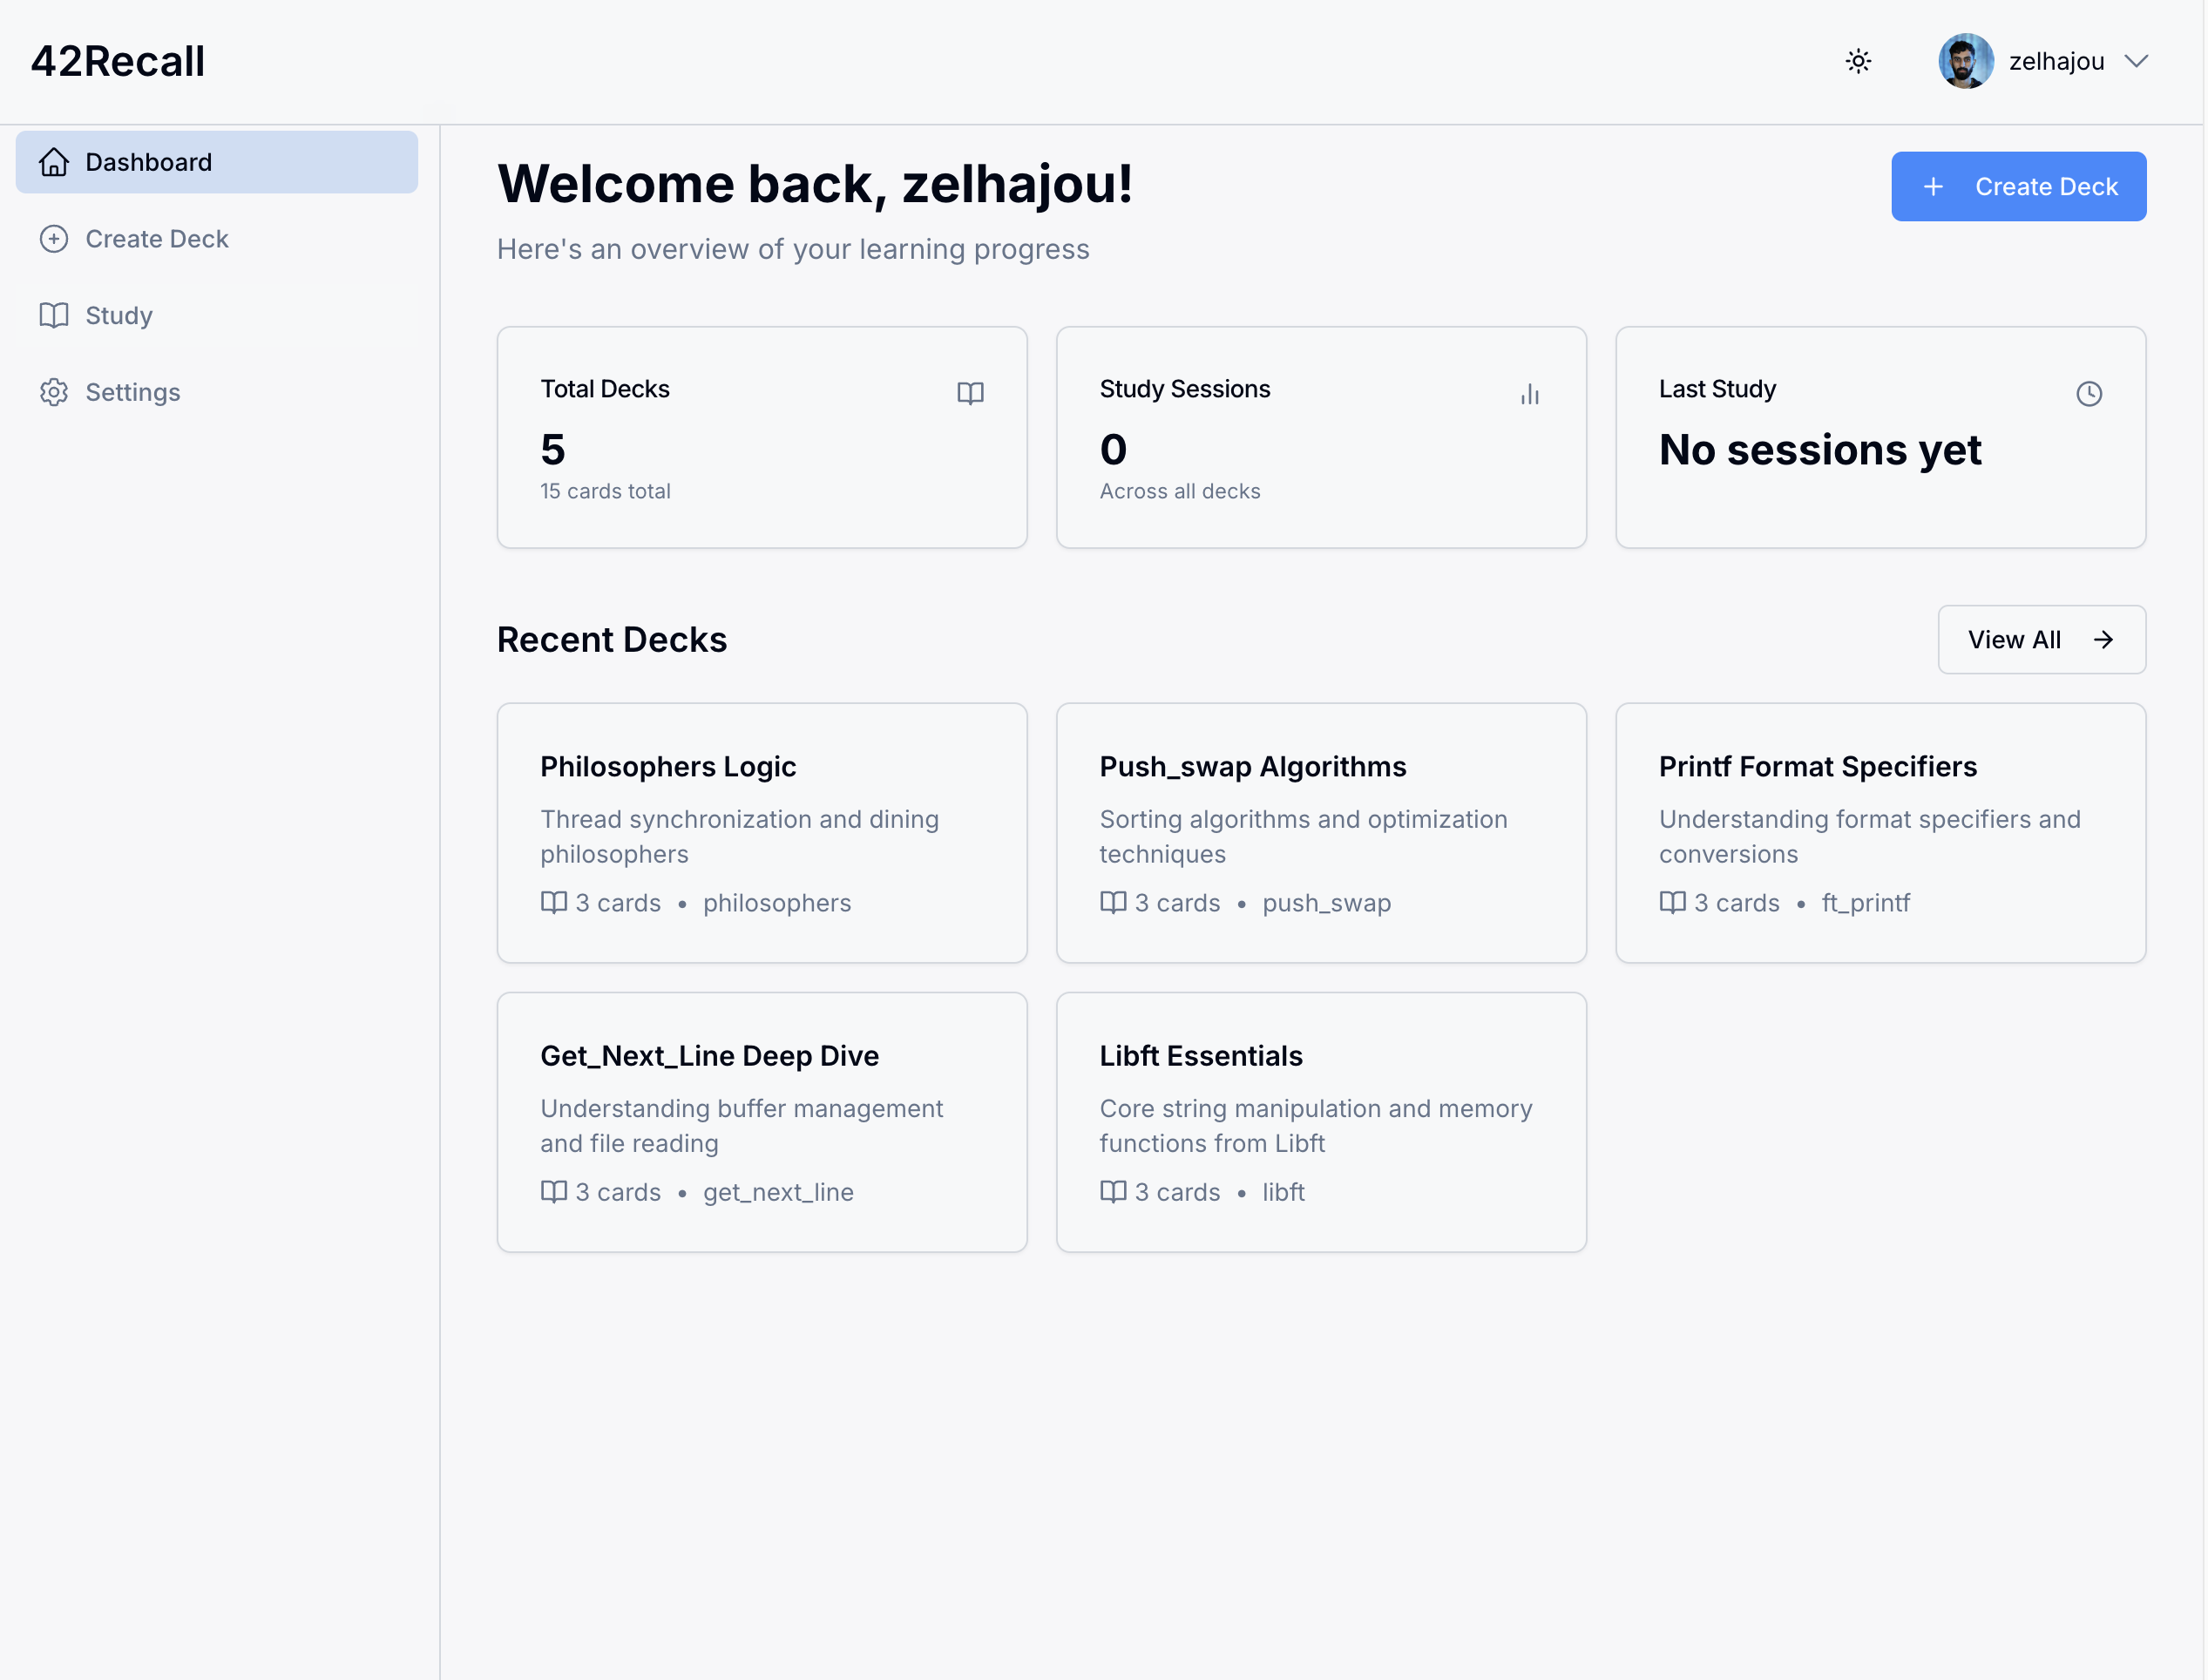 42Recall
zelhajou
Dashboard
Create Deck
Study
Settings
Welcome back, zelhajou!
Here's an overview of your learning progress
Create Deck
Total Decks
5
15 cards total
Study Sessions
0
Across all decks
Last Study
No sessions yet
Recent Decks
View All
Philosophers Logic
Thread synchronization and dining
philosophers
3 cards • philosophers
Push_swap Algorithms
Sorting algorithms and optimization
techniques
3 cards • push_swap
Printf Format Specifiers
Understanding format specifiers and
conversions
3 cards • ft_printf
Get_Next_Line Deep Dive
Understanding buffer management
and file reading
3 cards • get_next_line
Libft Essentials
Core string manipulation and memory
functions from Libft
3 cards • libft